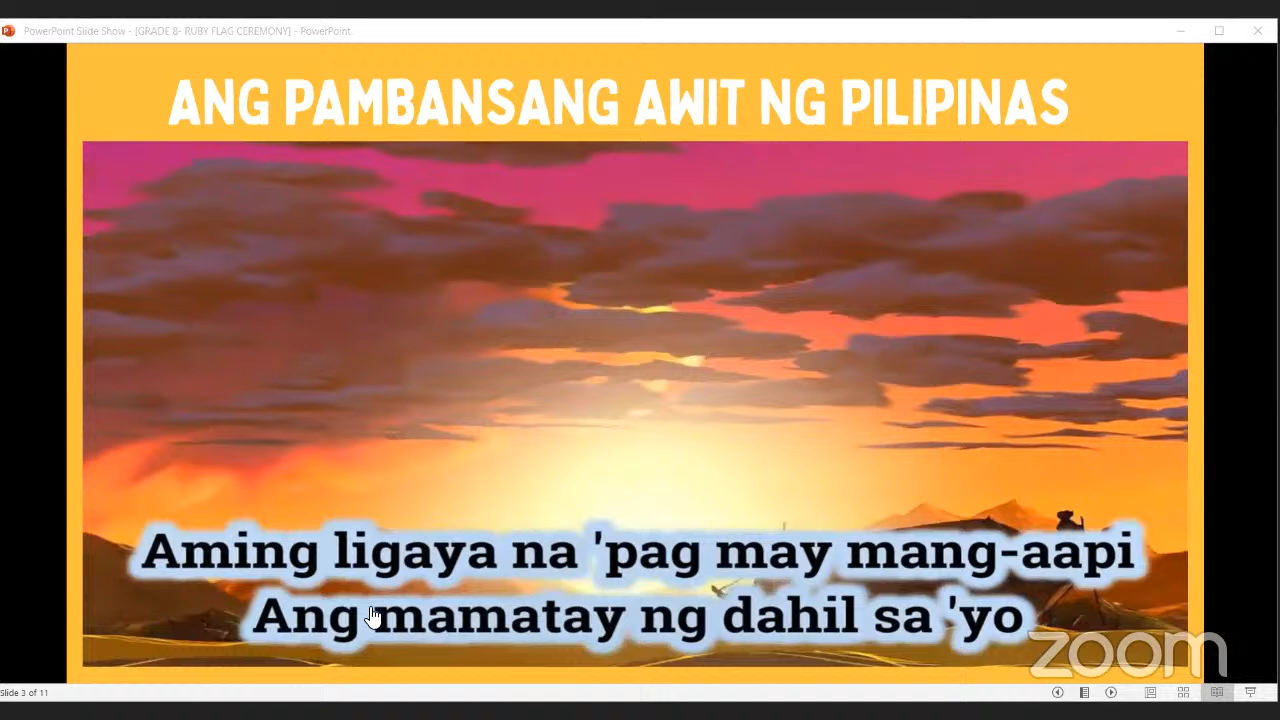 PowerPoint Slide Show - [GRADE 8- RUBY FLAG CEREMONY] - PowerPoint.
ANG PAMBANSANG AWIT NG PILIPINAS
Aming ligaya na 'pag may mang-aapi
Ang mamatay ng dahil sa 'yo
zoom
Slide 3 of 11